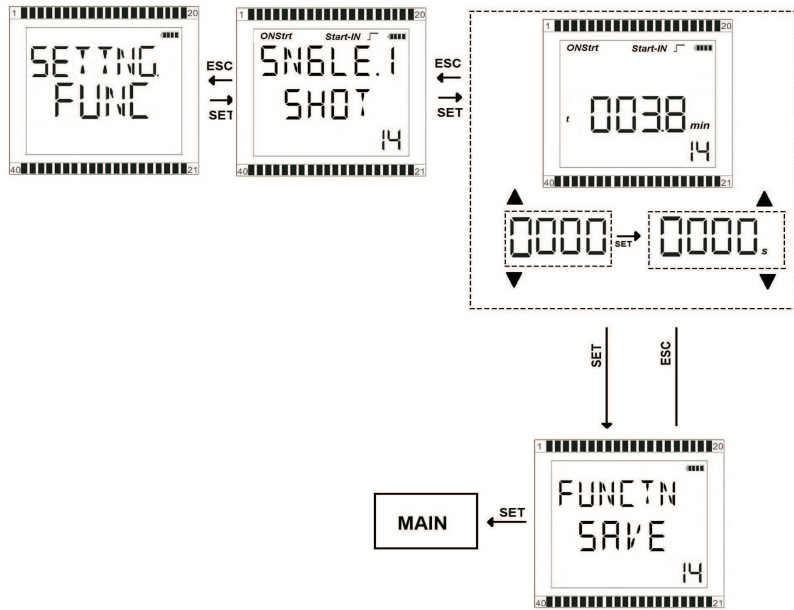 1 20
SETTNG.
FUNC
40 21
ESC
SET
1 20
ONStrt Start-IN
SNGLE.1
SHOT
14
40 21
ESC
SET
1 20
ONStrt Start-IN
t 003.8 min
14
40 21
0000 SET 0000 s
SET
ESC
1 20
FUNCTN
SAVE
14
40 21
SET
MAIN